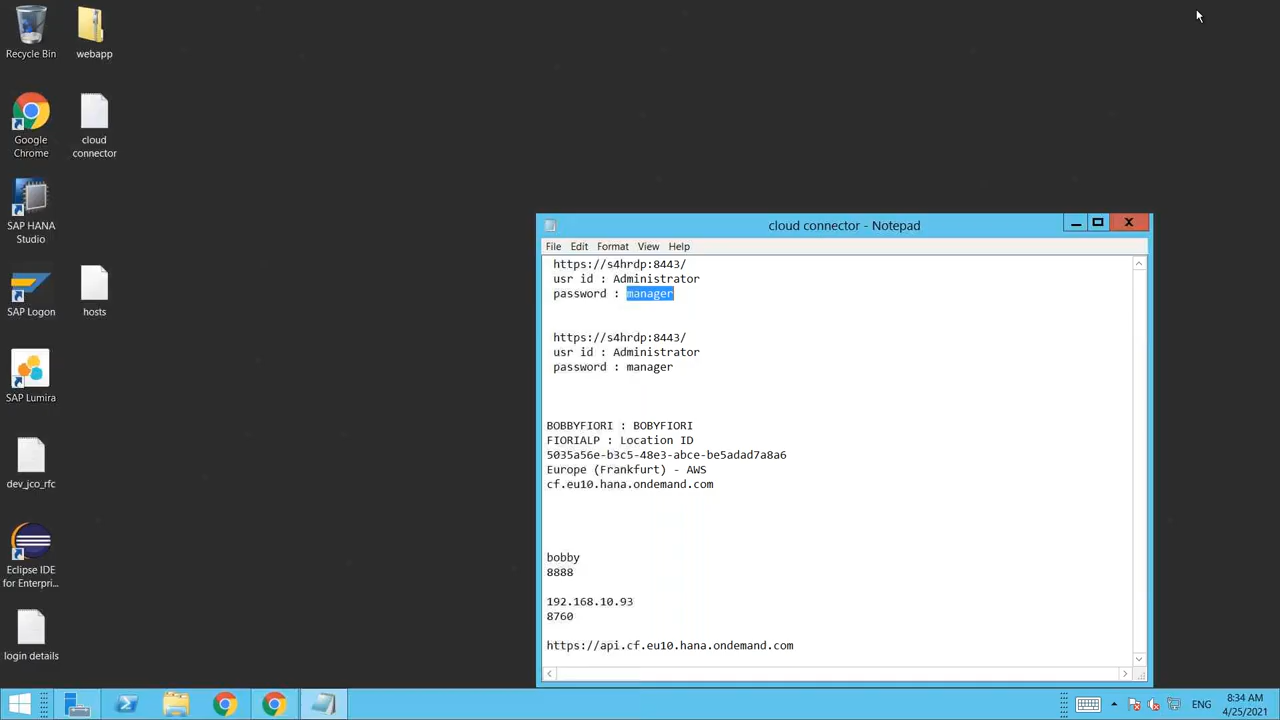 Recycle Bin
webapp
Google Chrome
cloud connector
SAP HANA Studio
SAP Logon
hosts
SAP Lumira
dev_jco_rfc
Eclipse IDE for Enterpri...
login details
cloud connector - Notepad
File Edit Format View Help
https://s4hrdp:8443/
usr id : Administrator
password : manager
https://s4hrdp:8443/
usr id : Administrator
password : manager
BOBBYFIORI : BOBYFIORI
FIORIALP : Location ID
5035a56e-b3c5-48e3-abce-be5adad7a8a6
Europe (Frankfurt) - AWS
cf.eu10.hana.ondemand.com
bobby
8888
192.168.10.93
8760
https://api.cf.eu10.hana.ondemand.com
ENG
8:34 AM
4/25/2021